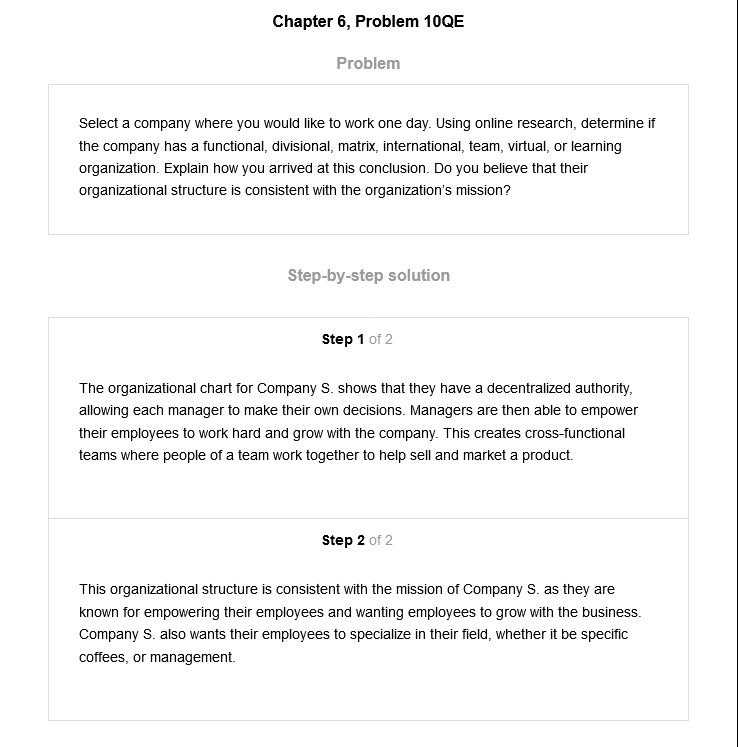 Chapter 6, Problem 10QE
Problem
Select a company where you would like to work one day. Using online research, determine if
the company has a functional, divisional, matrix, international, team, virtual, or learning
organization. Explain how you arrived at this conclusion. Do you believe that their
organizational structure is consistent with the organization's mission?
Step-by-step solution
Step 1 of 2
The organizational chart for Company S. shows that they have a decentralized authority,
allowing each manager to make their own decisions. Managers are then able to empower
their employees to work hard and grow with the company. This creates cross-functional
teams where people of a team work together to help sell and market a product.
Step 2 of 2
This organizational structure is consistent with the mission of Company S. as they are
known for empowering their employees and wanting employees to grow with the business.
Company S. also wants their employees to specialize in their field, whether it be specific
coffees, or management.